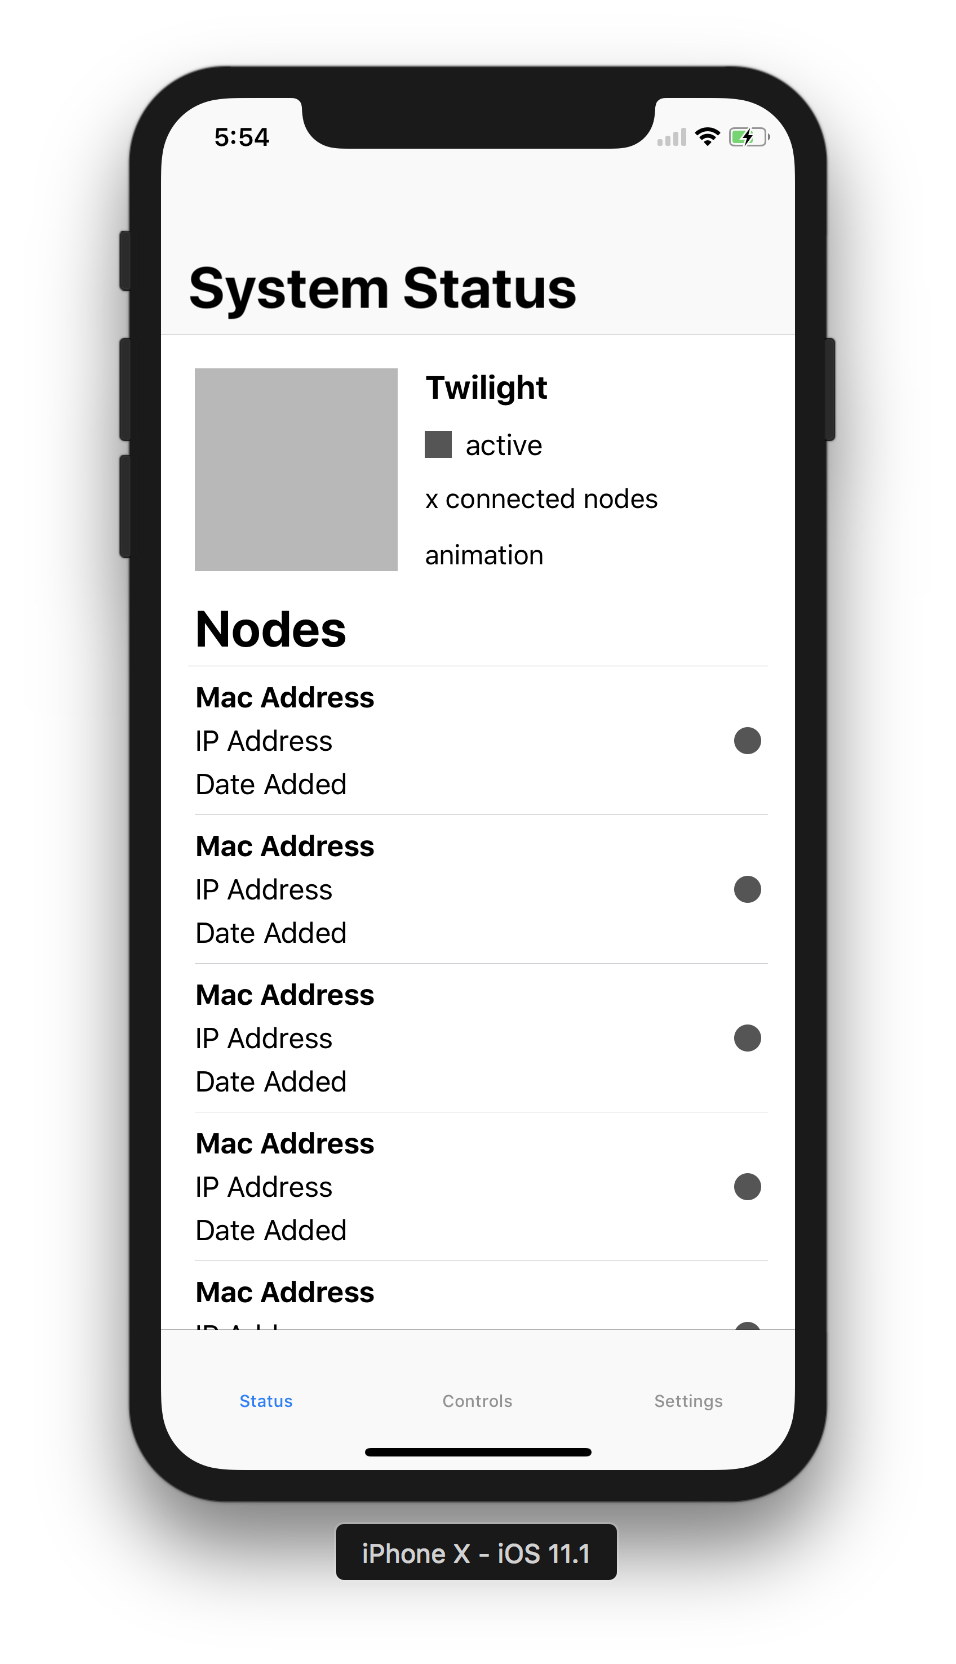 5:54
System Status
Twilight
active
x connected nodes
animation
Nodes
Mac Address
IP Address
Date Added
Mac Address
IP Address
Date Added
Mac Address
IP Address
Date Added
Mac Address
IP Address
Date Added
Mac Address
Status Controls Settings
iPhone X - iOS 11.1